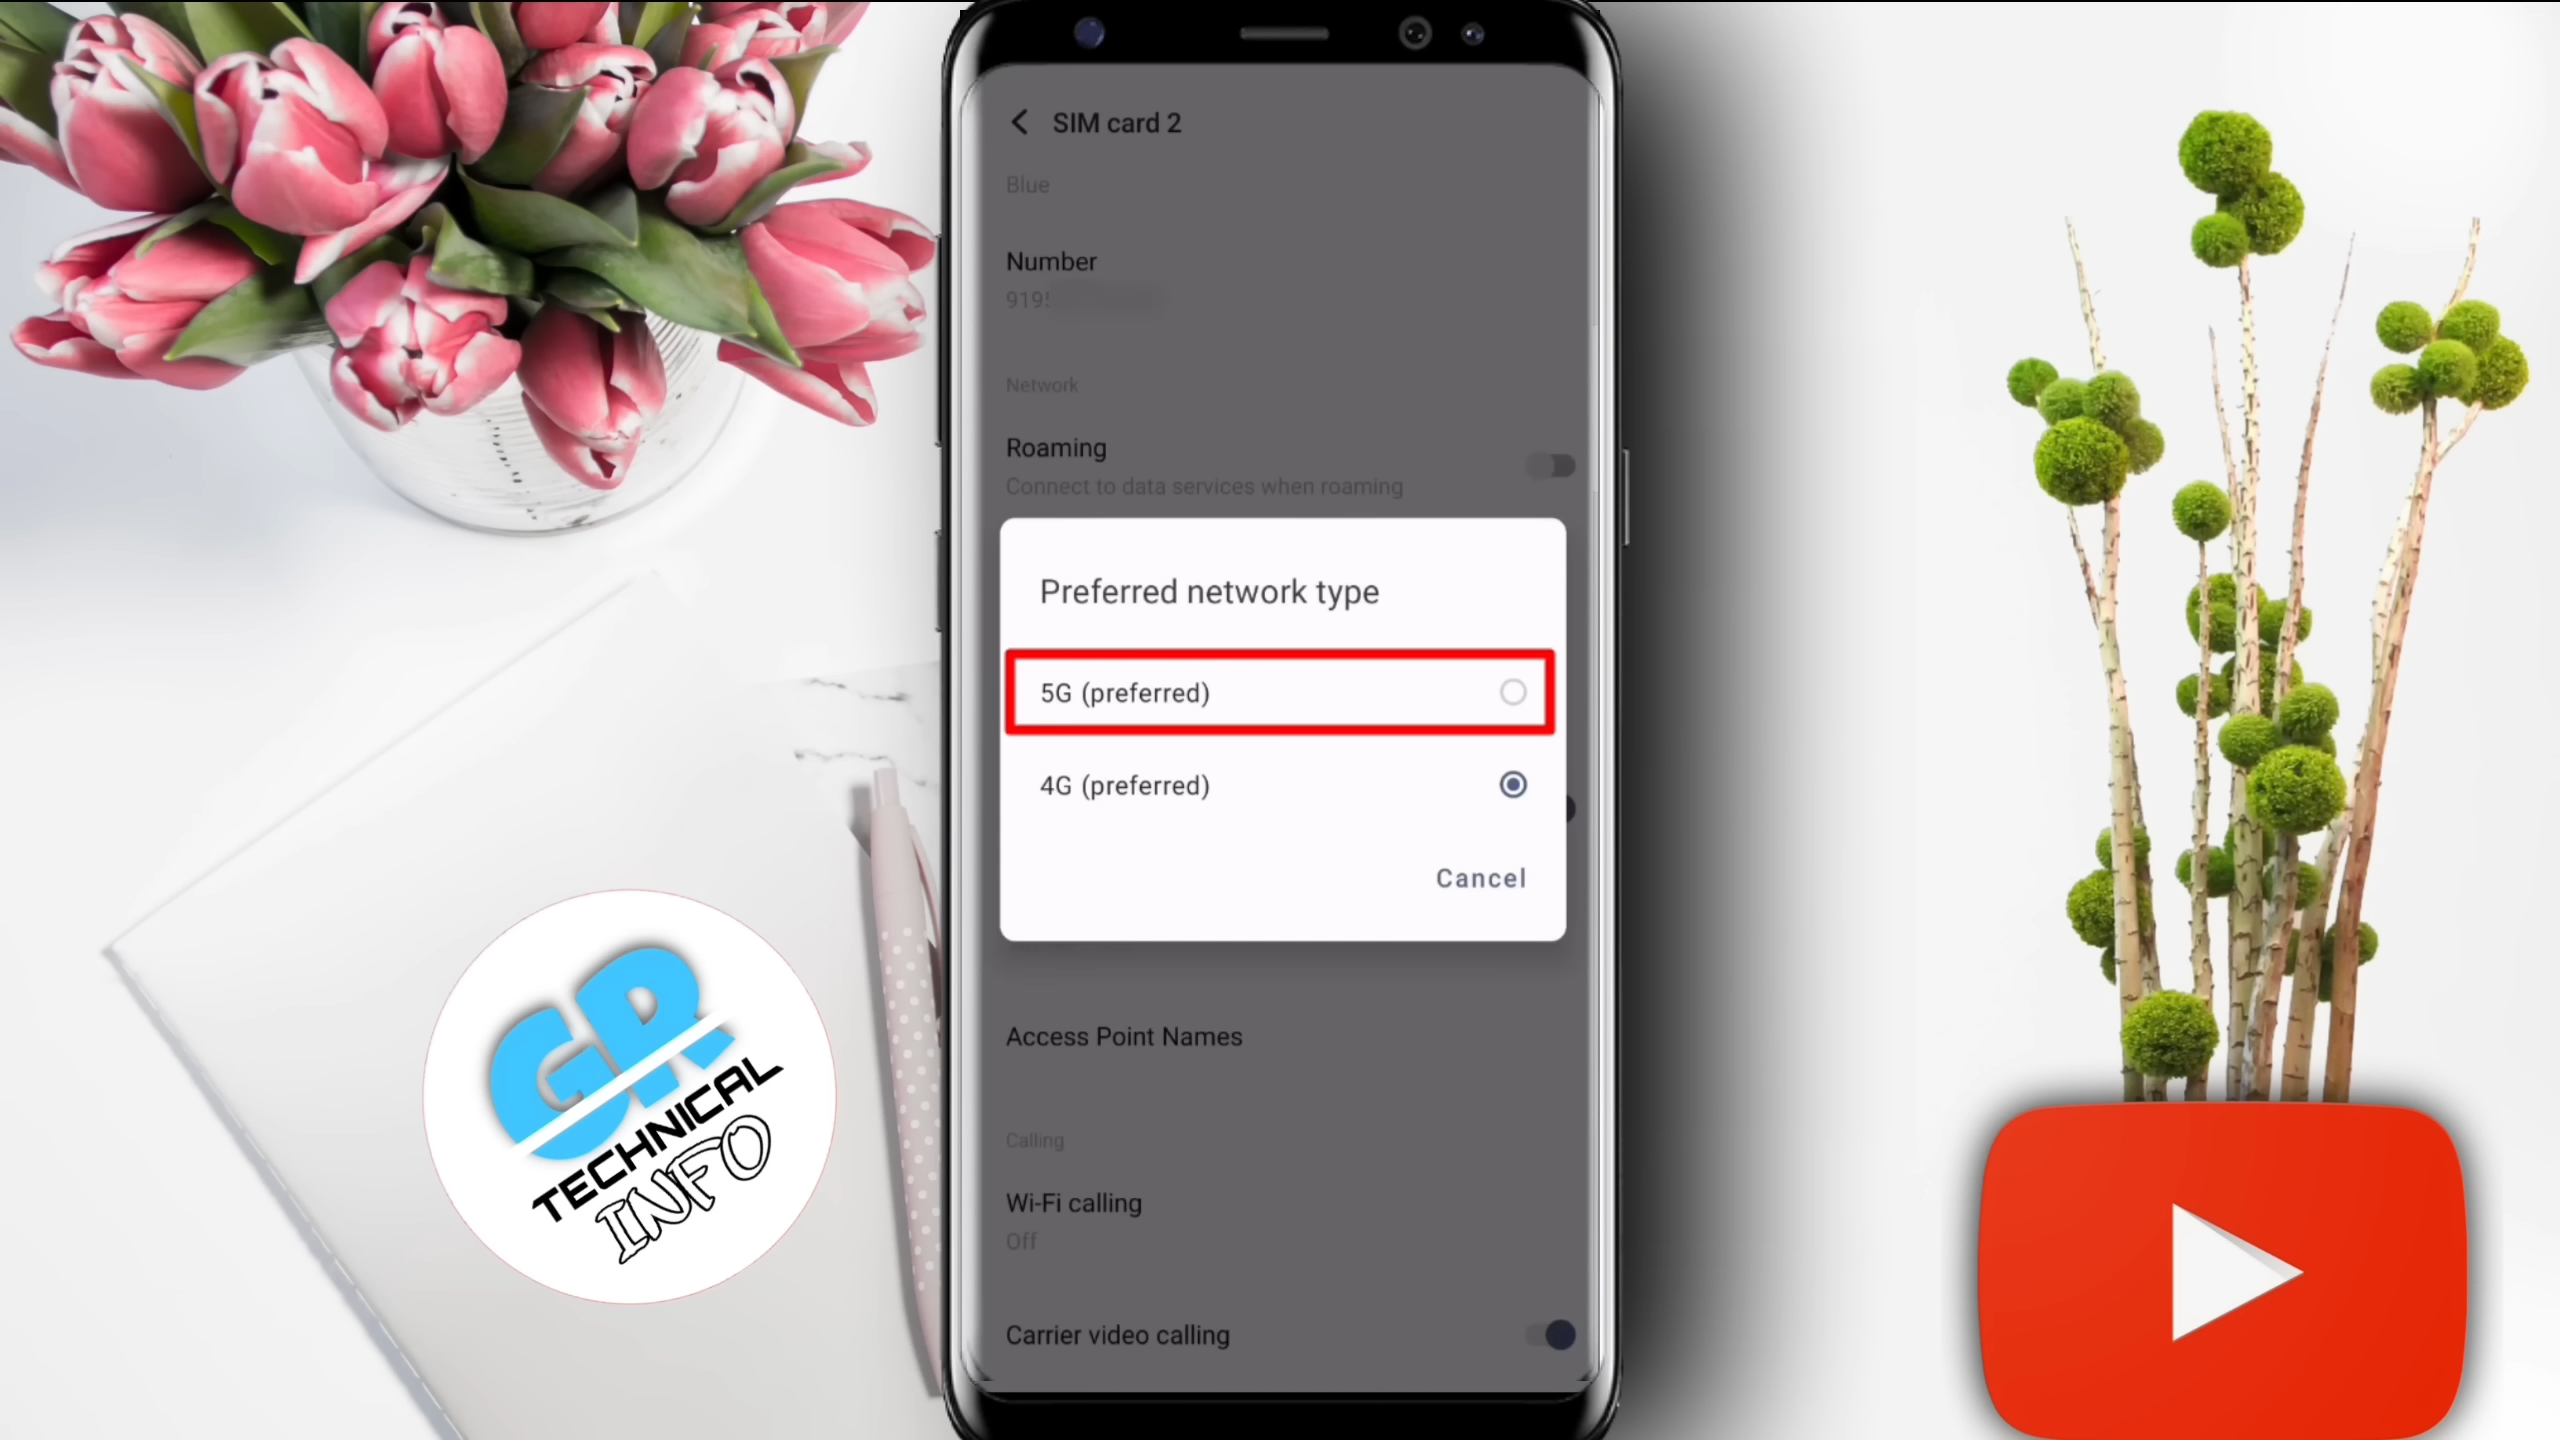 SIM card 2
Blue
Number
919
Network
Roaming
Connect to data services when roaming
Preferred network type
5G (preferred)
4G (preferred)
Cancel
Access Point Names
Calling
Wi-Fi calling
Off
Carrier video calling
GR
TECHNICAL
INFO